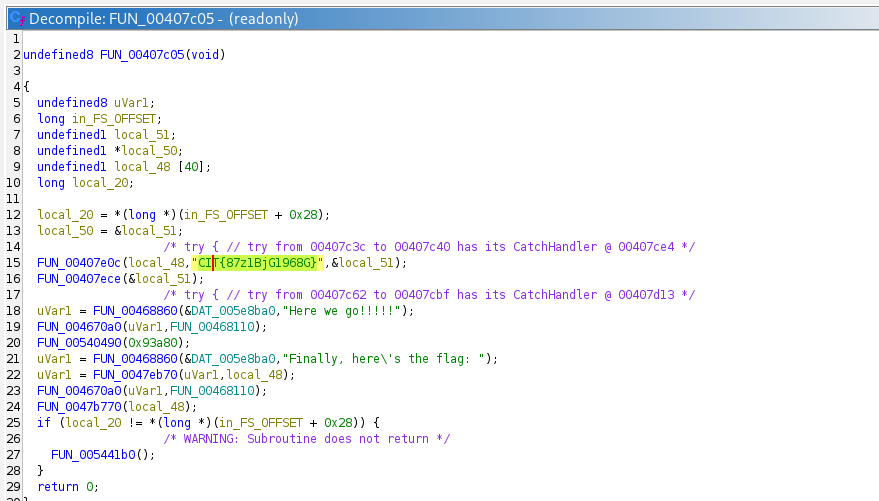 Decompile: FUN_00407c05 - (readonly)
1
2 undefined8 FUN_00407c05(void)
3
4 {
5 undefined8 uVar1;
6 long in_FS_OFFSET;
7 undefined1 local_51;
8 undefined1 *local_50;
9 undefined1 local_48 [40];
10 long local_20;
11
12 local_20 = *(long *)(in_FS_OFFSET + 0x28);
13 local_50 = &local_51;
14 /* try { // try from 00407c3c to 00407c40 has its CatchHandler @ 00407ce4 */
15 FUN_00407e0c(local_48,"CIT{87z1BjG1968G}",&local_51);
16 FUN_00407ece(&local_51);
17 /* try { // try from 00407c62 to 00407cbf has its CatchHandler @ 00407d13 */
18 uVar1 = FUN_00468860(&DAT_005e8ba0,"Here we go!!!!!");
19 FUN_004670a0(uVar1,FUN_00468110);
20 FUN_00540490(0x93a80);
21 uVar1 = FUN_00468860(&DAT_005e8ba0,"Finally, here\'s the flag: ");
22 uVar1 = FUN_0047eb70(uVar1,local_48);
23 FUN_004670a0(uVar1,FUN_00468110);
24 FUN_0047b770(local_48);
25 if (local_20 != *(long *)(in_FS_OFFSET + 0x28)) {
26 /* WARNING: Subroutine does not return */
27 FUN_005441b0();
28 }
29 return 0;